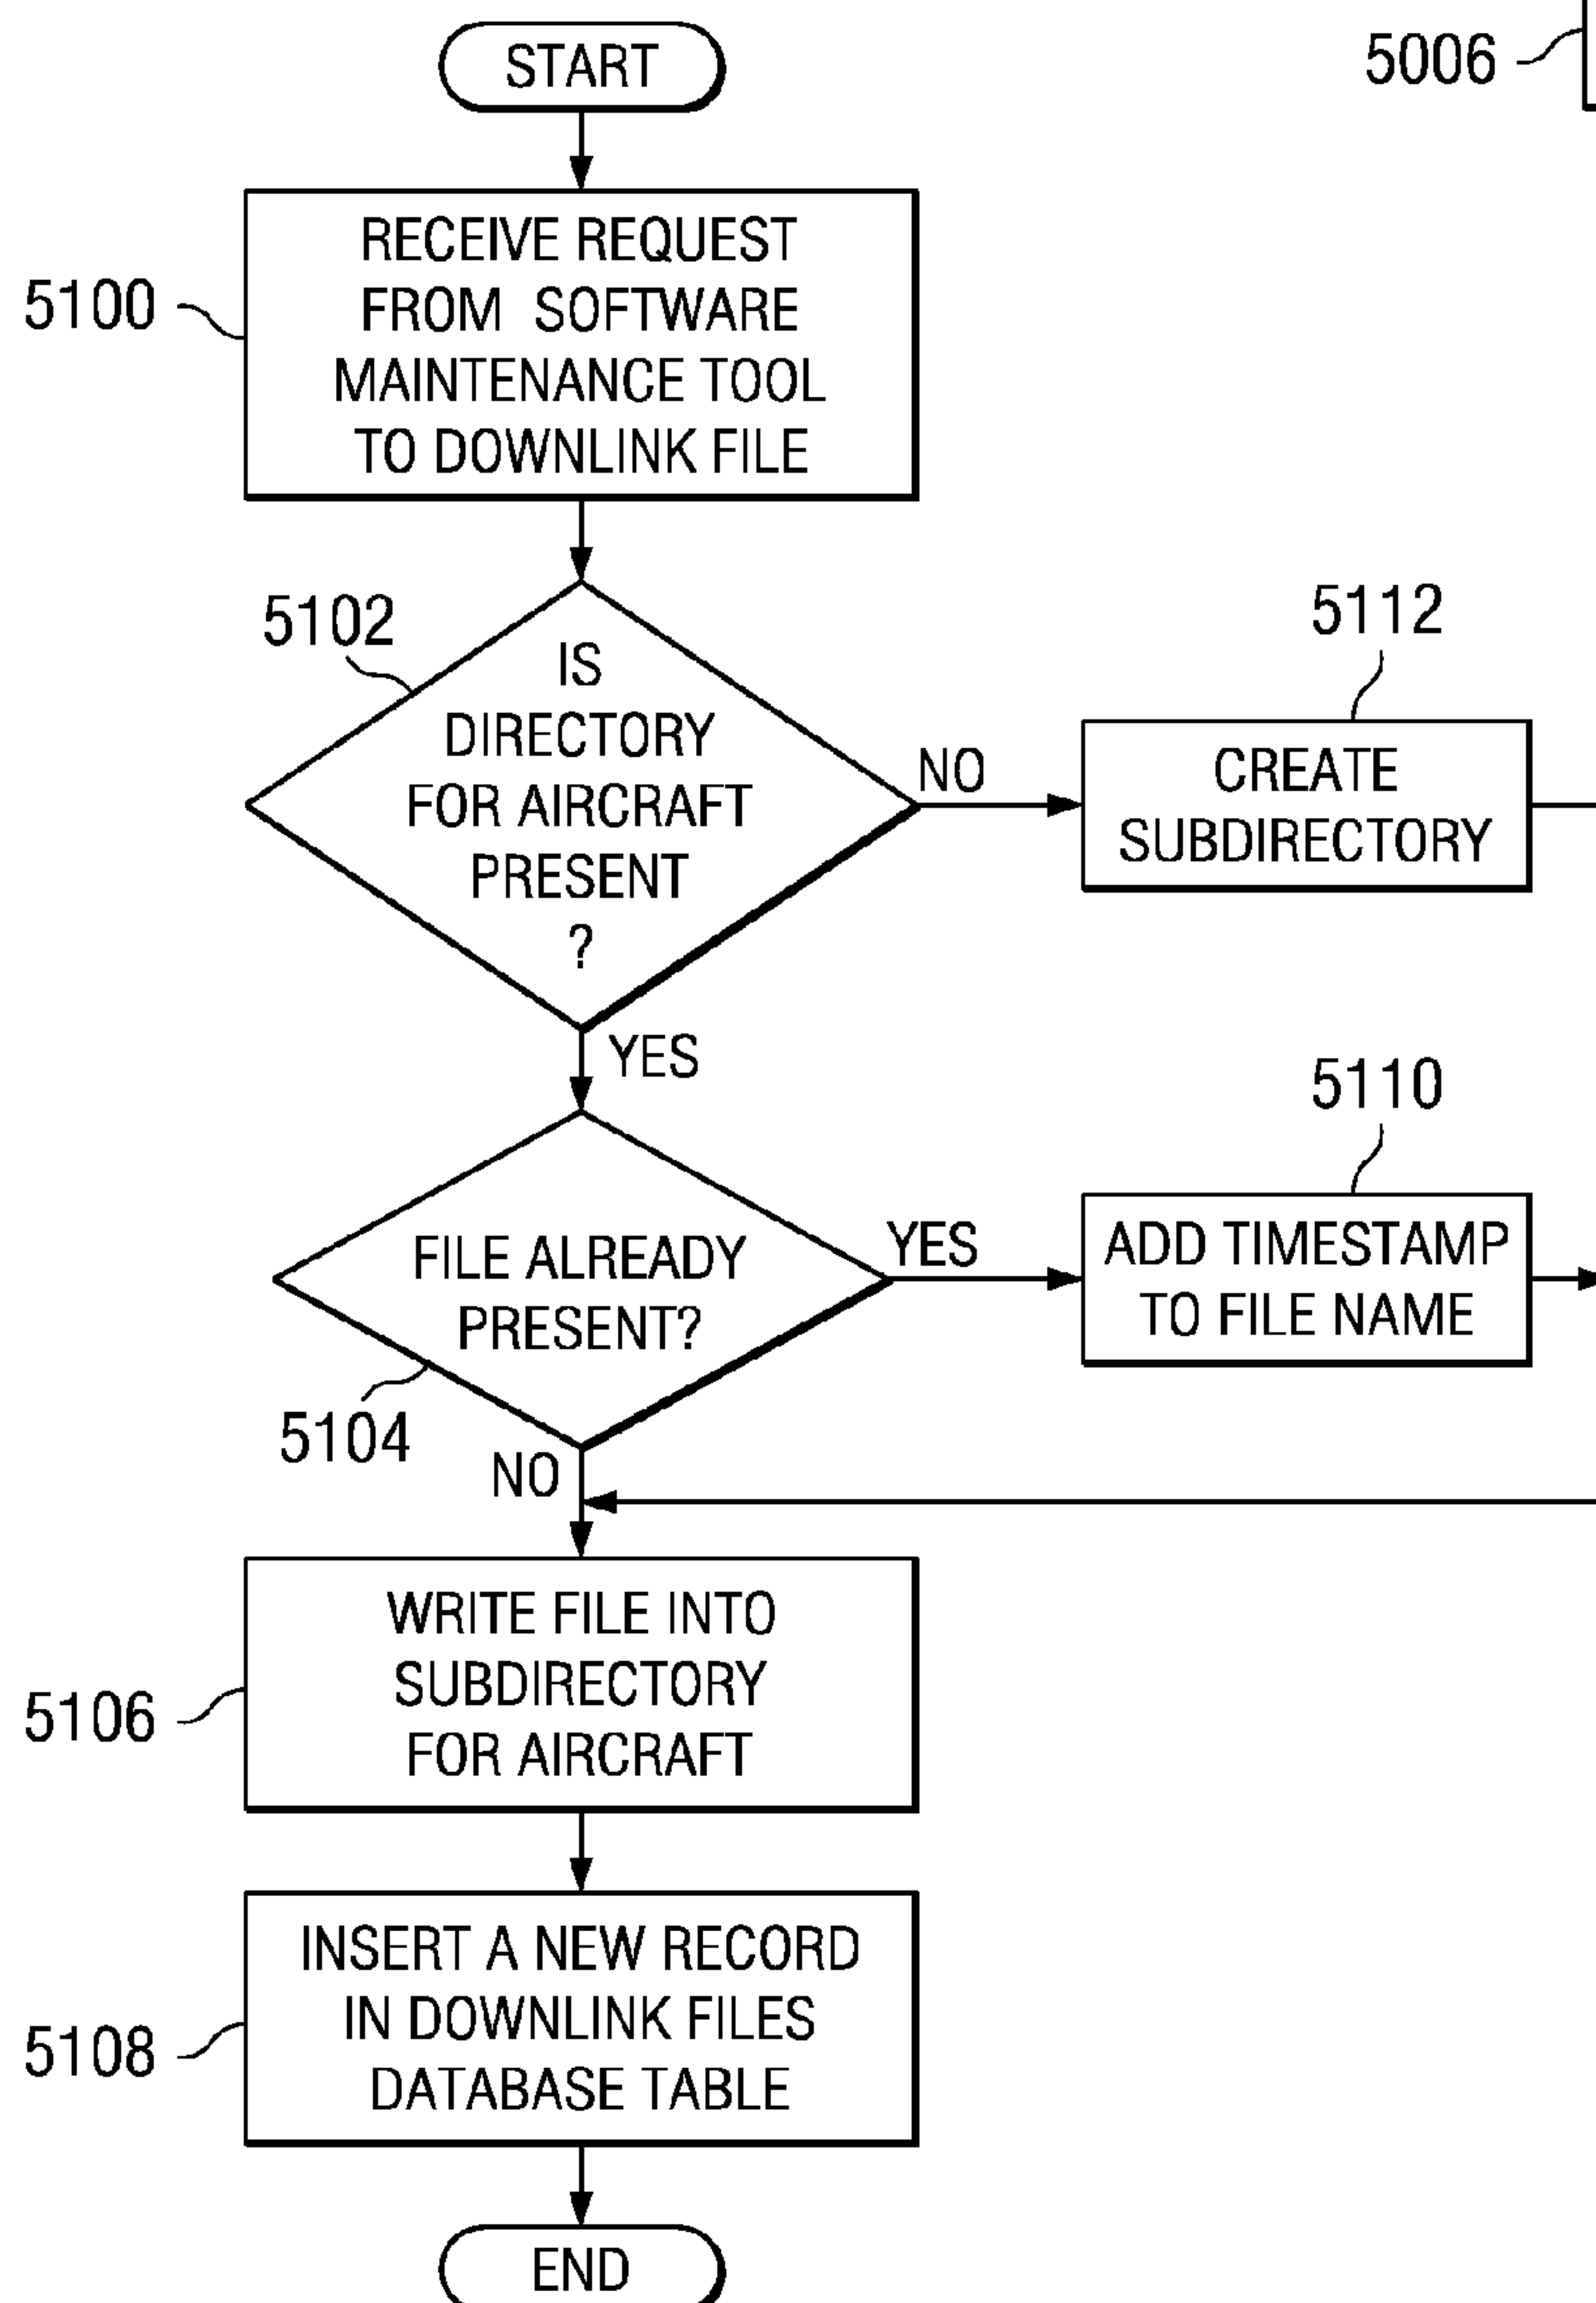 START
5006
5100
RECEIVE REQUEST
FROM SOFTWARE
MAINTENANCE TOOL
TO DOWNLINK FILE
5102
IS
DIRECTORY
FOR AIRCRAFT
PRESENT
?
NO
5112
CREATE
SUBDIRECTORY
YES
5110
FILE ALREADY
PRESENT?
YES
ADD TIMESTAMP
TO FILE NAME
5104
NO
5106
WRITE FILE INTO
SUBDIRECTORY
FOR AIRCRAFT
5108
INSERT A NEW RECORD
IN DOWNLINK FILES
DATABASE TABLE
END